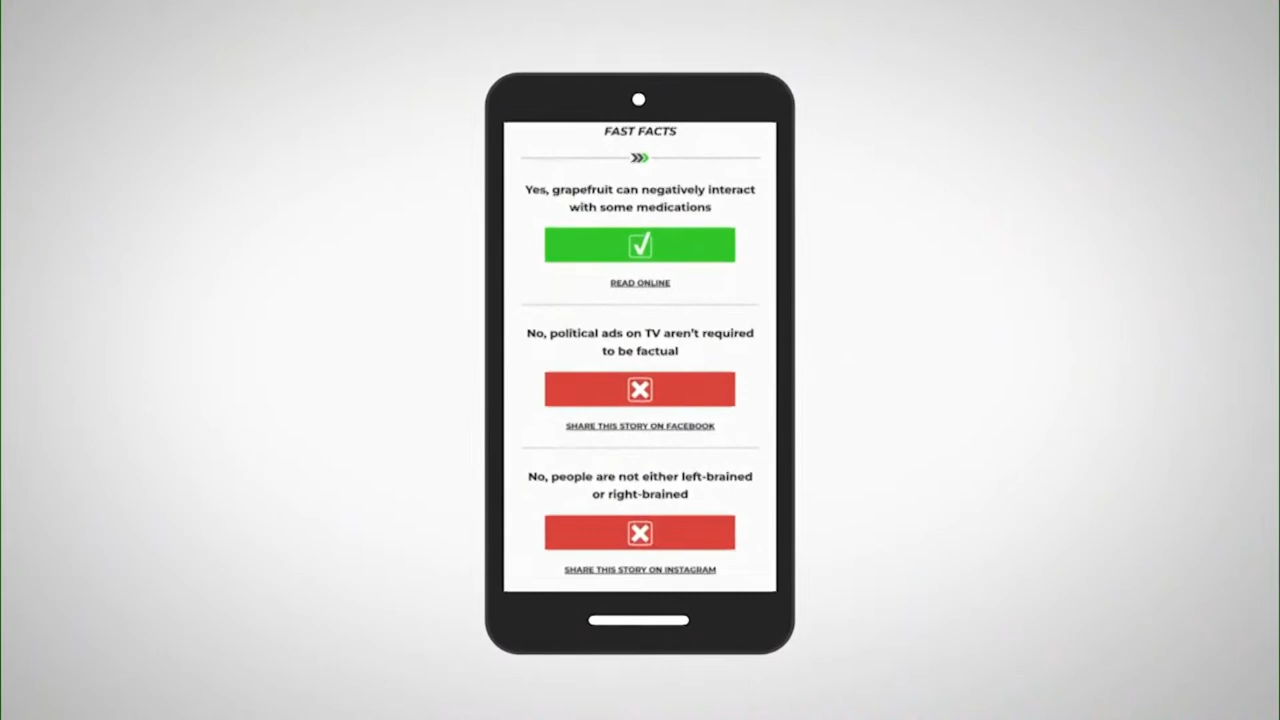 FAST FACTS
Yes, grapefruit can negatively interact
with some medications
READ ONLINE
No, political ads on TV aren't required
to be factual
SHARE THIS STORY ON FACEBOOK
No, people are not either left-brained
or right-brained
SHARE THIS STORY ON INSTAGRAM